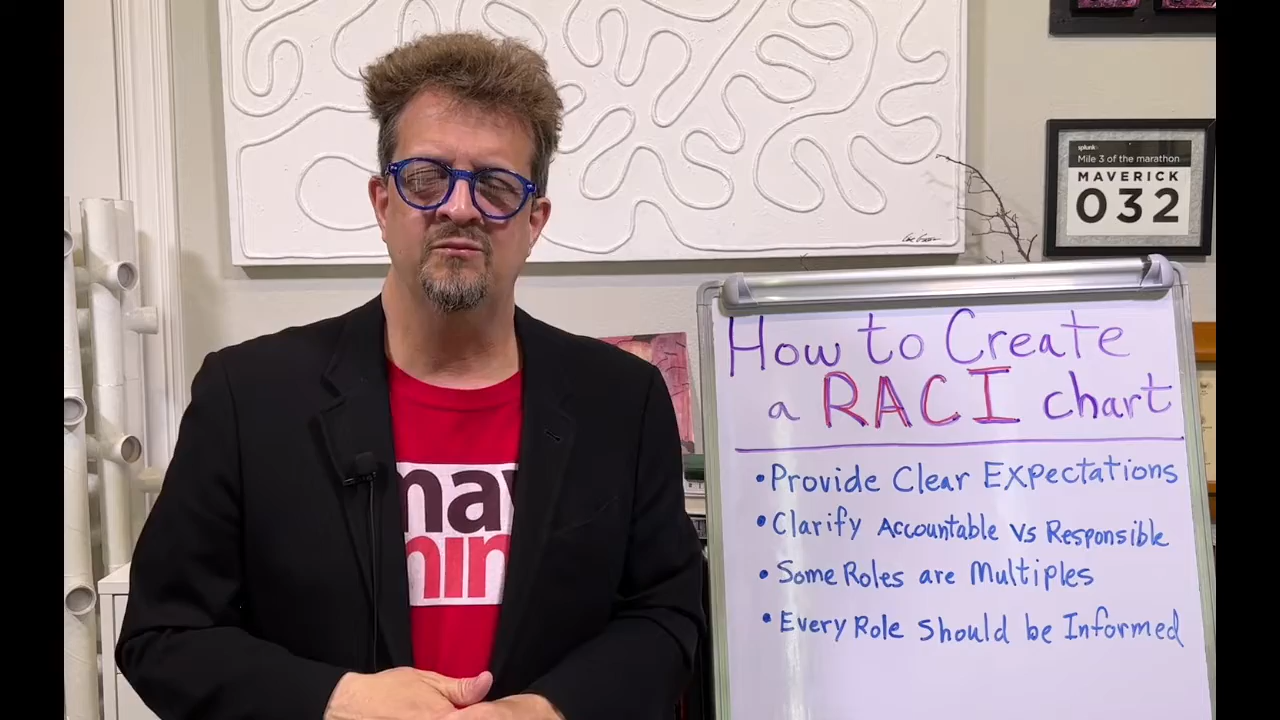 splunk>
Mile 3 of the marathon
MAVERICK
032
How to Create
a RACI chart
• Provide Clear Expectations
• Clarify Accountable vs Responsible
• Some Roles are Multiples
• Every Role Should be Informed